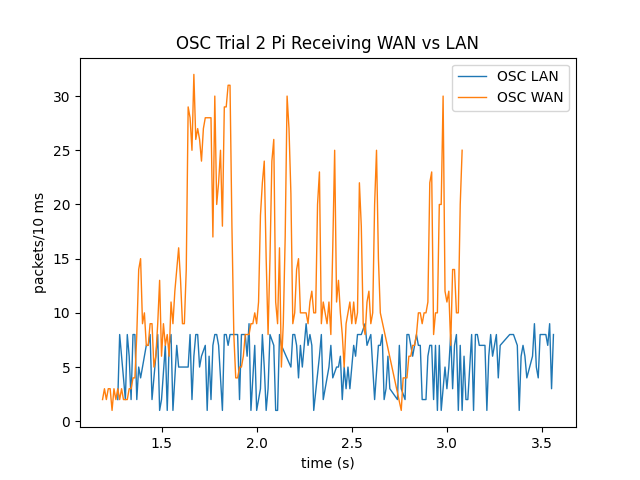 OSC Trial 2 Pi Receiving WAN vs LAN
OSC LAN
OSC WAN
packets/10 ms
30
25
20
15
10
5
0
1.5 2.0 2.5 3.0 3.5
time (s)